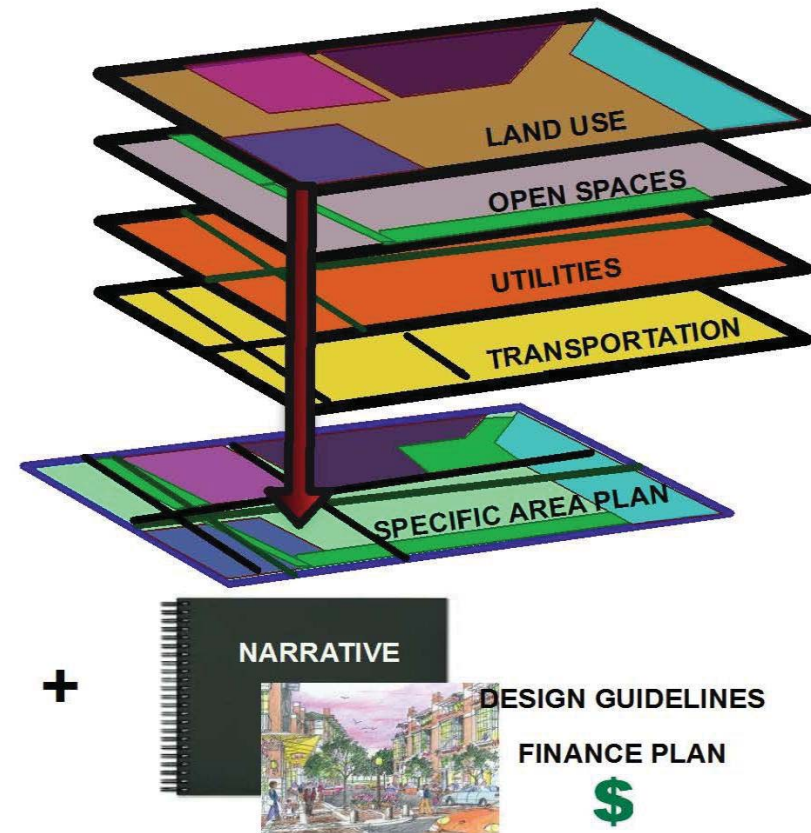 LAND USE
OPEN SPACES
UTILITIES
TRANSPORTATION
SPECIFIC AREA PLAN
+
NARRATIVE
DESIGN GUIDELINES
FINANCE PLAN
$